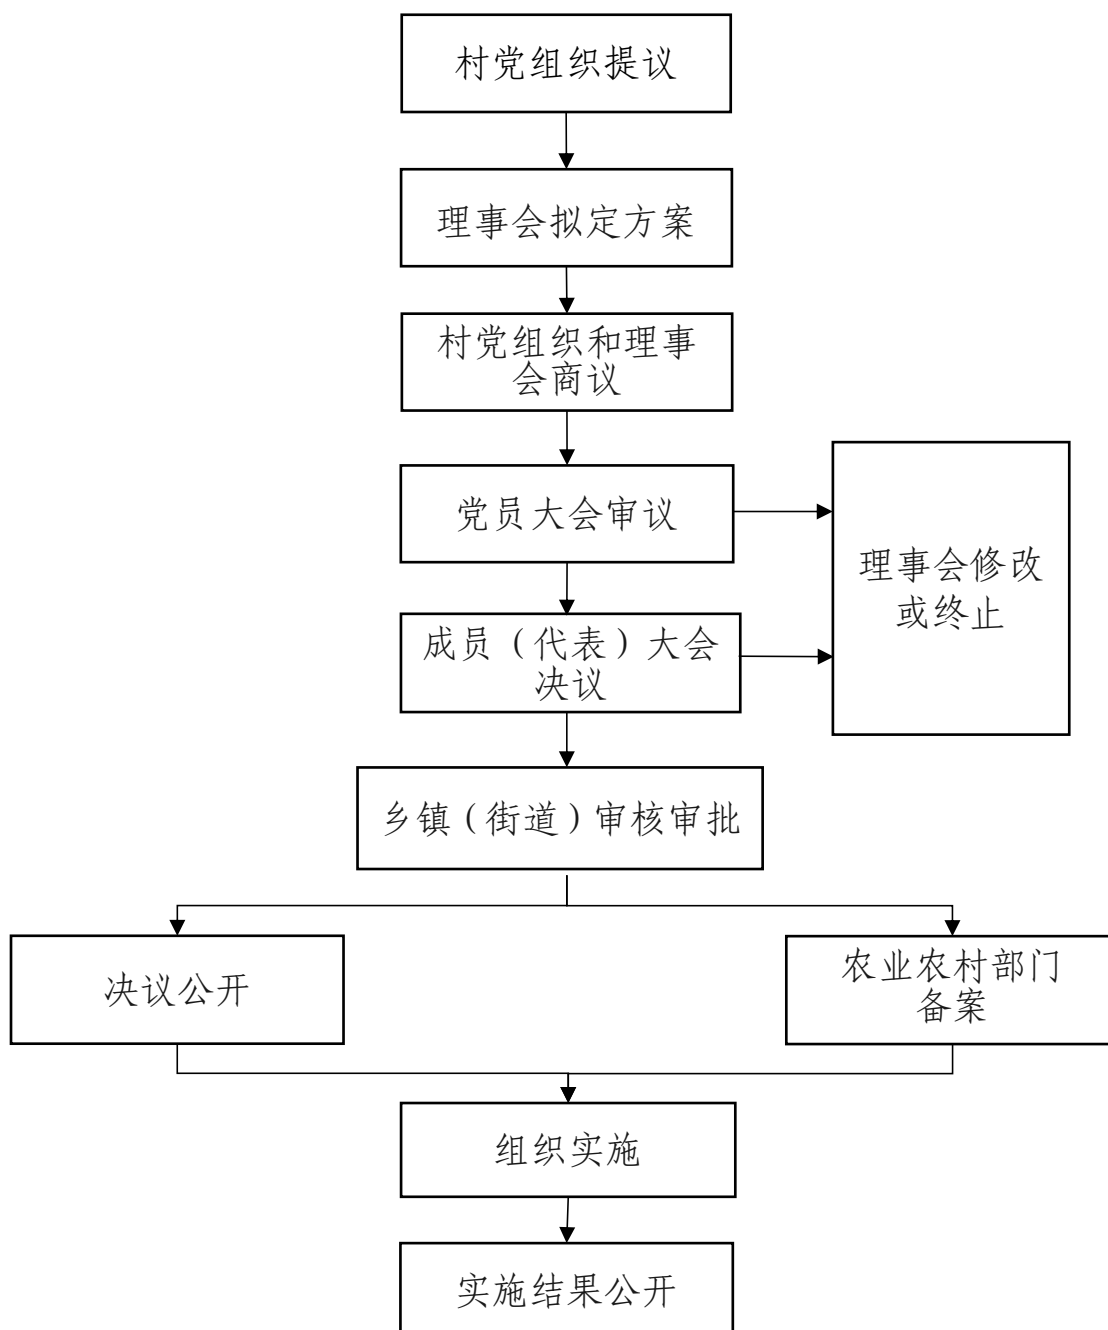 村党组织提议
理事会拟定方案
村党组织和理事
会商议
党员大会审议
理事会修改
或终止
成员（代表）大会
决议
乡镇（街道）审核审批
决议公开
农业农村部门
备案
组织实施
实施结果公开